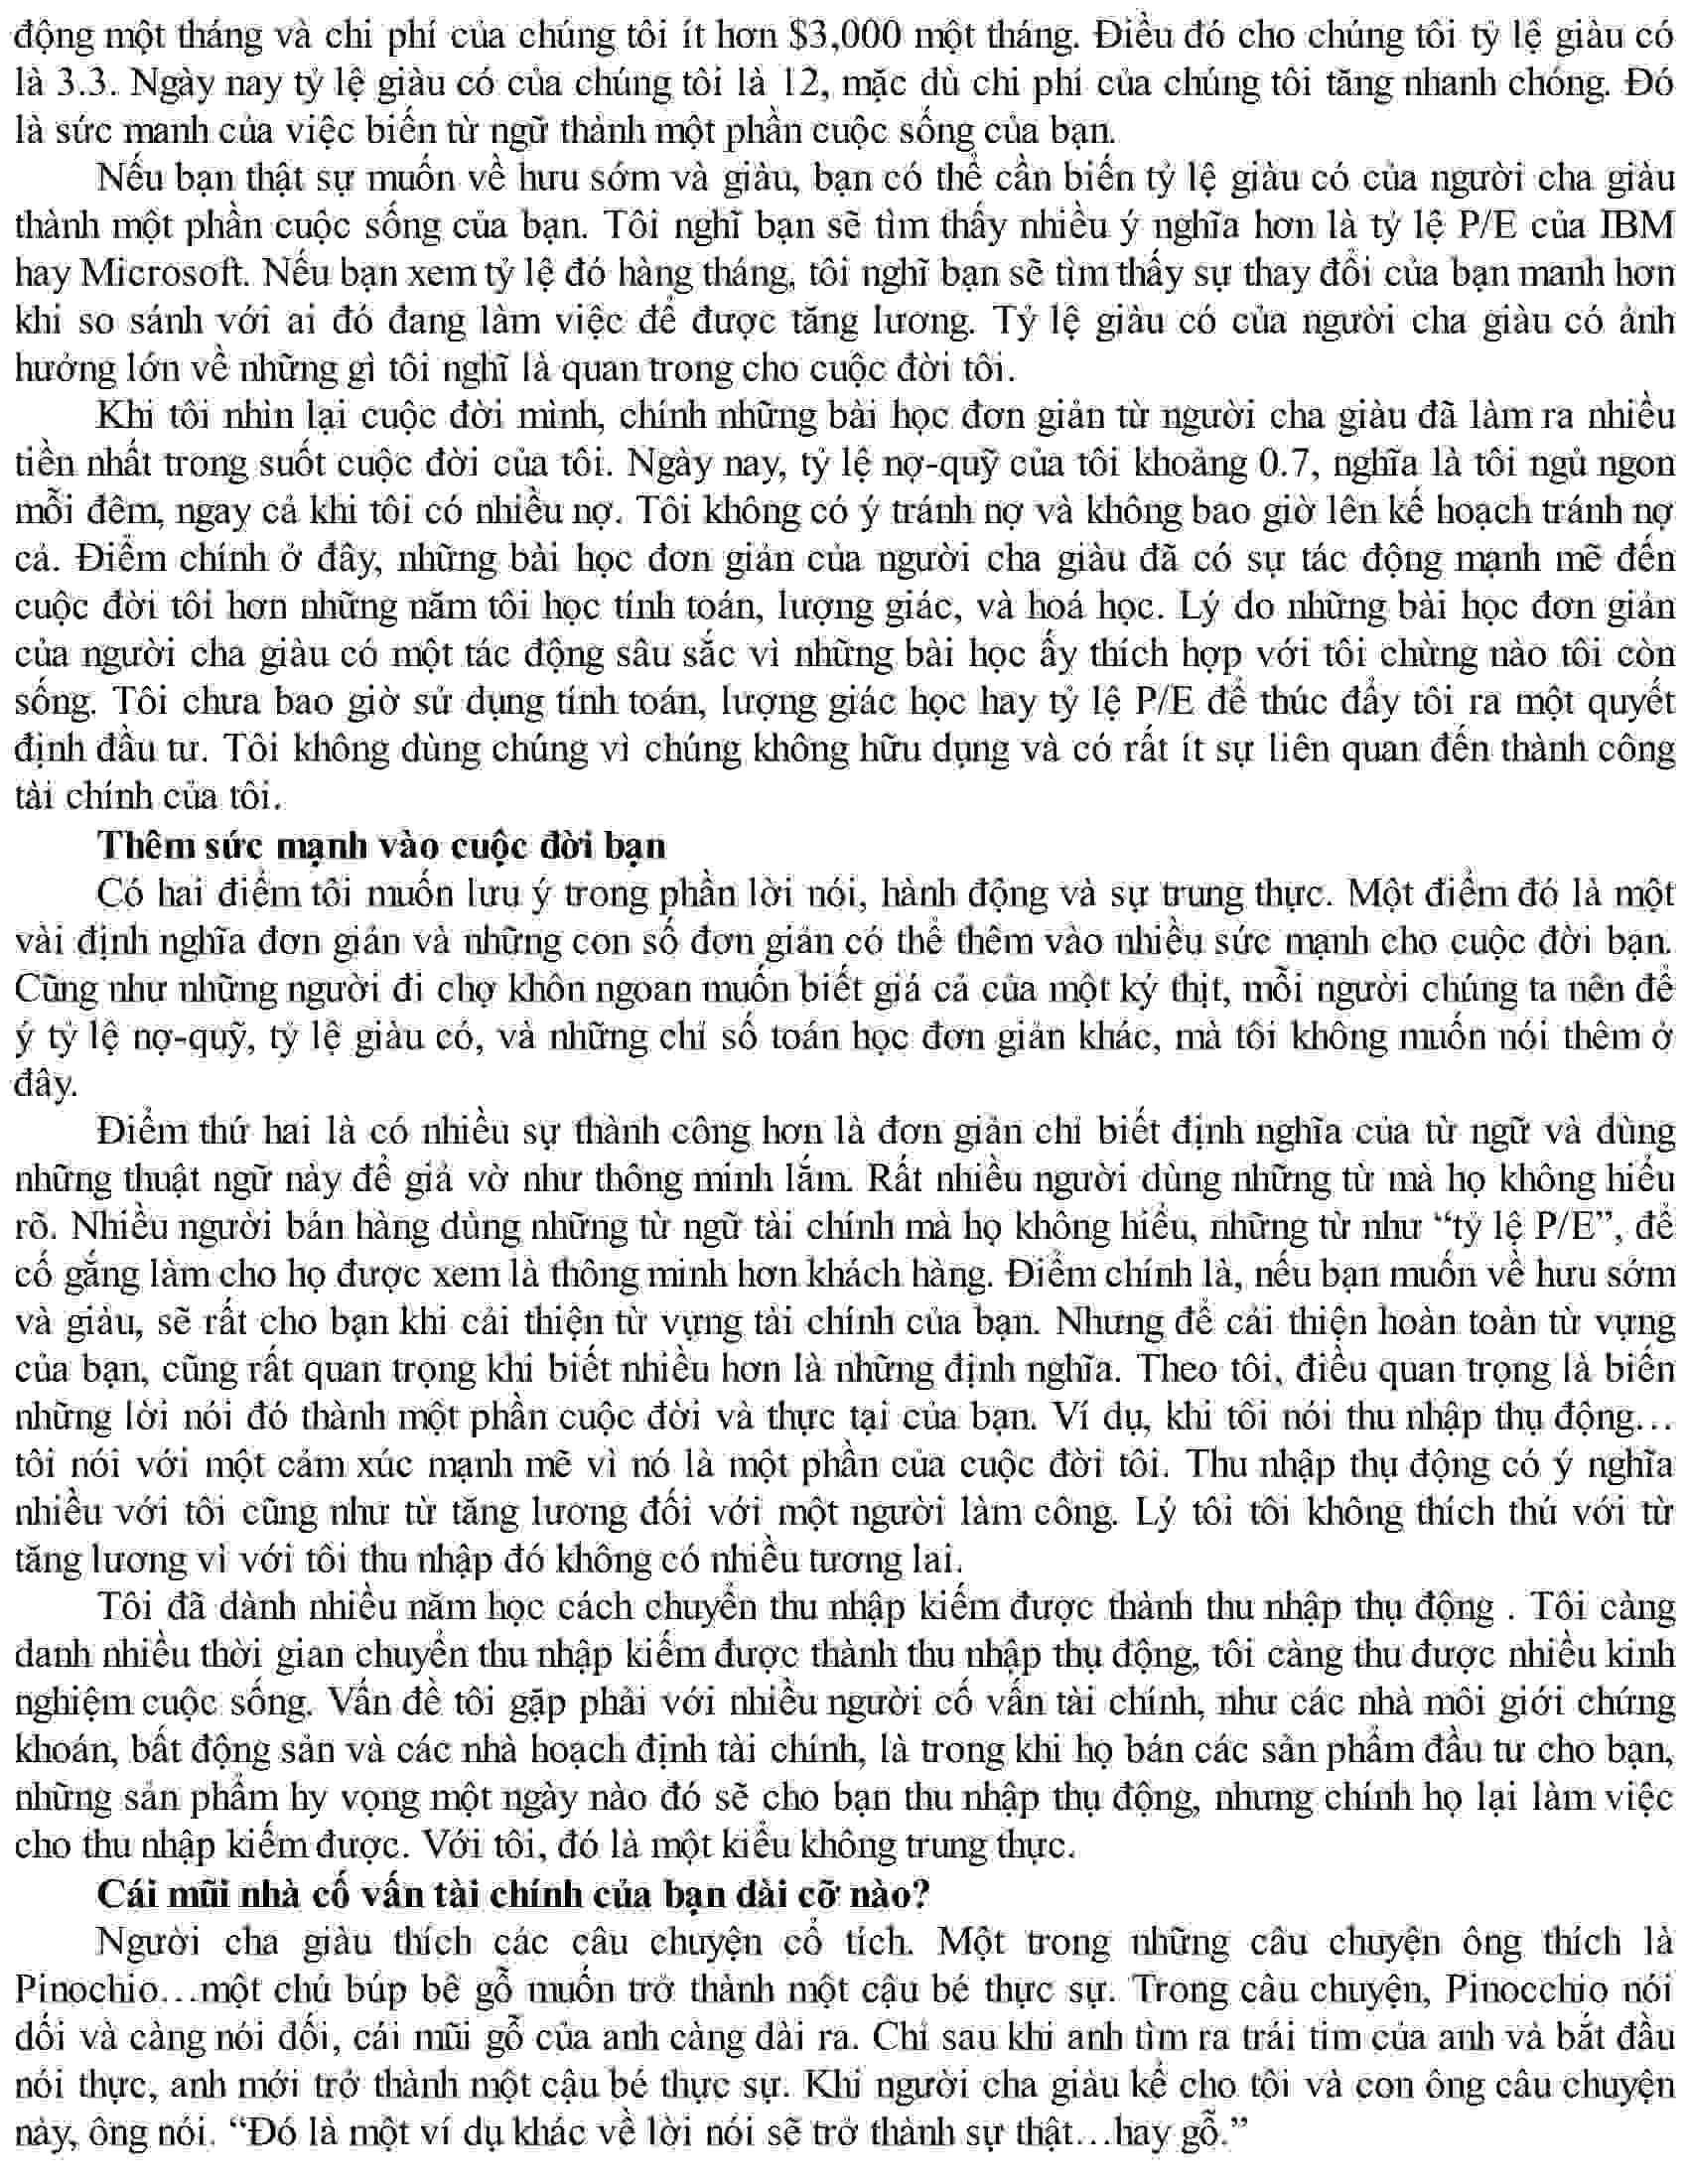 động một tháng và chi phí của chúng tôi ít hơn $3,000 một tháng. Điều đó cho chúng tôi tỷ lệ giàu có
là 3.3. Ngày nay tỷ lệ giàu có của chúng tôi là 12, mặc dù chi phí của chúng tôi tăng nhanh chóng. Đó
là sức manh của việc biến từ ngữ thành một phần cuộc sống của bạn.
Nếu bạn thật sự muốn về hưu sớm và giàu, bạn có thể cần biến tỷ lệ giàu có của người cha giàu
thành một phần cuộc sống của bạn. Tôi nghĩ bạn sẽ tìm thấy nhiều ý nghĩa hơn là tỷ lệ P/E của IBM
hay Microsoft. Nếu bạn xem tỷ lệ đó hàng tháng, tôi nghĩ bạn sẽ tìm thấy sự thay đổi của bạn manh hơn
khi so sánh với ai đó đang làm việc để được tăng lương. Tỷ lệ giàu có của người cha giàu có ảnh
hưởng lớn về những gì tôi nghĩ là quan trong cho cuộc đời tôi.
Khi tôi nhìn lại cuộc đời mình, chính những bài học đơn giản từ người cha giàu đã làm ra nhiều
tiền nhất trong suốt cuộc đời của tôi. Ngày nay, tỷ lệ nợ-quỹ của tôi khoảng 0.7, nghĩa là tôi ngủ ngon
mỗi đêm, ngay cả khi tôi có nhiều nợ. Tôi không có ý tránh nợ và không bao giờ lên kế hoạch tránh nợ
cả. Điểm chính ở đây, những bài học đơn giản của người cha giàu đã có sự tác động mạnh mẽ đến
cuộc đời tôi hơn những năm tôi học tính toán, lượng giác, và hoá học. Lý do những bài học đơn giản
của người cha giàu có một tác động sâu sắc vì những bài học ấy thích hợp với tôi chừng nào tôi còn
sống. Tôi chưa bao giờ sử dụng tính toán, lượng giác học hay tỷ lệ P/E để thúc đẩy tôi ra một quyết
định đầu tư. Tôi không dùng chúng vì chúng không hữu dụng và có rất ít sự liên quan đến thành công
tài chính của tôi.
Thêm sức mạnh vào cuộc đời bạn
Có hai điểm tôi muốn lưu ý trong phần lời nói, hành động và sự trung thực. Một điểm đó là một
vài định nghĩa đơn giản và những con số đơn giản có thể thêm vào nhiều sức mạnh cho cuộc đời bạn.
Cũng như những người đi chợ khôn ngoan muốn biết giá cả của một ký thịt, mỗi người chúng ta nên để
ý tỷ lệ nợ-quỹ, tỷ lệ giàu có, và những chỉ số toán học đơn giản khác, mà tôi không muốn nói thêm ở
đây.
Điểm thứ hai là có nhiều sự thành công hơn là đơn giản chỉ biết định nghĩa của từ ngữ và dùng
những thuật ngữ này để giả vờ như thông minh lắm. Rất nhiều người dùng những từ mà họ không hiểu
rõ. Nhiều người bán hàng dùng những từ ngữ tài chính mà họ không hiểu, những từ như “tỷ lệ P/E”, để
cố gắng làm cho họ được xem là thông minh hơn khách hàng. Điểm chính là, nếu bạn muốn về hưu sớm
và giàu, sẽ rất cho bạn khi cải thiện từ vựng tài chính của bạn. Nhưng để cải thiện hoàn toàn từ vựng
của bạn, cũng rất quan trọng khi biết nhiều hơn là những định nghĩa. Theo tôi, điều quan trọng là biến
những lời nói đó thành một phần cuộc đời và thực tại của bạn. Ví dụ, khi tôi nói thu nhập thụ động…
tôi nói với một cảm xúc mạnh mẽ vì nó là một phần của cuộc đời tôi. Thu nhập thụ động có ý nghĩa
nhiều với tôi cũng như từ tăng lương đối với một người làm công. Lý tôi tôi không thích thú với từ
tăng lương vì với tôi thu nhập đó không có nhiều tương lai.
Tôi đã dành nhiều năm học cách chuyển thu nhập kiếm được thành thu nhập thụ động . Tôi càng
danh nhiều thời gian chuyển thu nhập kiếm được thành thu nhập thụ động, tôi càng thu được nhiều kinh
nghiệm cuộc sống. Vấn đề tôi gặp phải với nhiều người cố vấn tài chính, như các nhà môi giới chứng
khoán, bất động sản và các nhà hoạch định tài chính, là trong khi họ bán các sản phẩm đầu tư cho bạn,
những sản phẩm hy vọng một ngày nào đó sẽ cho bạn thu nhập thụ động, nhưng chính họ lại làm việc
cho thu nhập kiếm được. Với tôi, đó là một kiểu không trung thực.
Cái mũi nhà cố vấn tài chính của bạn dài cỡ nào?
Người cha giàu thích các câu chuyện cổ tích. Một trong những câu chuyện ông thích là
Pinochio…một chú búp bê gỗ muốn trở thành một cậu bé thực sự. Trong câu chuyện, Pinocchio nói
dối và càng nói dối, cái mũi gỗ của anh càng dài ra. Chỉ sau khi anh tìm ra trái tim của anh và bắt đầu
nói thực, anh mới trở thành một cậu bé thực sự. Khi người cha giàu kể cho tôi và con ông câu chuyện
này, ông nói. “Đó là một ví dụ khác về lời nói sẽ trở thành sự thật…hay gỗ.”